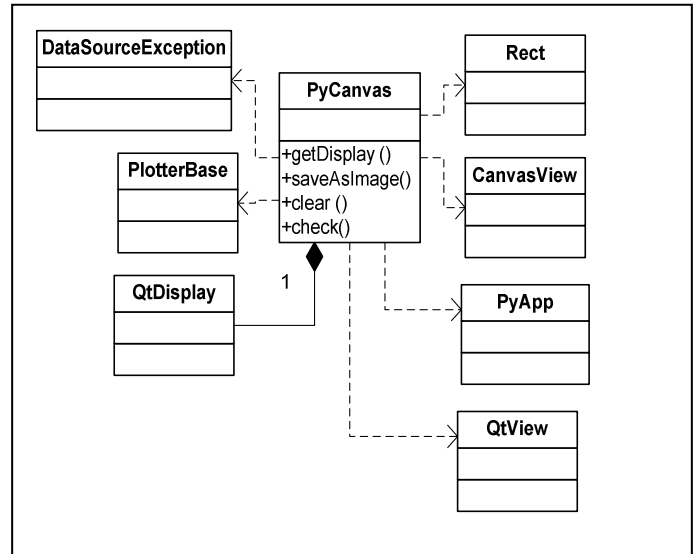 DataSourceException
PyCanvas
+getDisplay ()
+saveAsImage()
+clear ()
+check()
Rect
PlotterBase
CanvasView
1
QtDisplay
PyApp
QtView